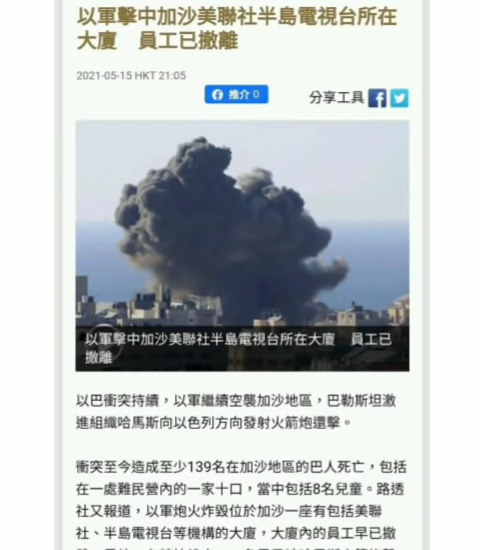 以軍擊中加沙美聯社半島電視台所在
大廈　員工已撤離
2021-05-15 HKT 21:05
推介 0
分享工具
以軍擊中加沙美聯社半島電視台所在大廈　員工已
撤離
以巴衝突持續，以軍繼續空襲加沙地區，巴勒斯坦激
進組織哈馬斯向以色列方向發射火箭炮還擊。
衝突至今造成至少139名在加沙地區的巴人死亡，包括
在一處難民營內的一家十口，當中包括8名兒童。路透
社又報道，以軍炮火炸毀位於加沙一座有包括美聯
社、半島電視台等機構的大廈，大廈內的員工早已撤